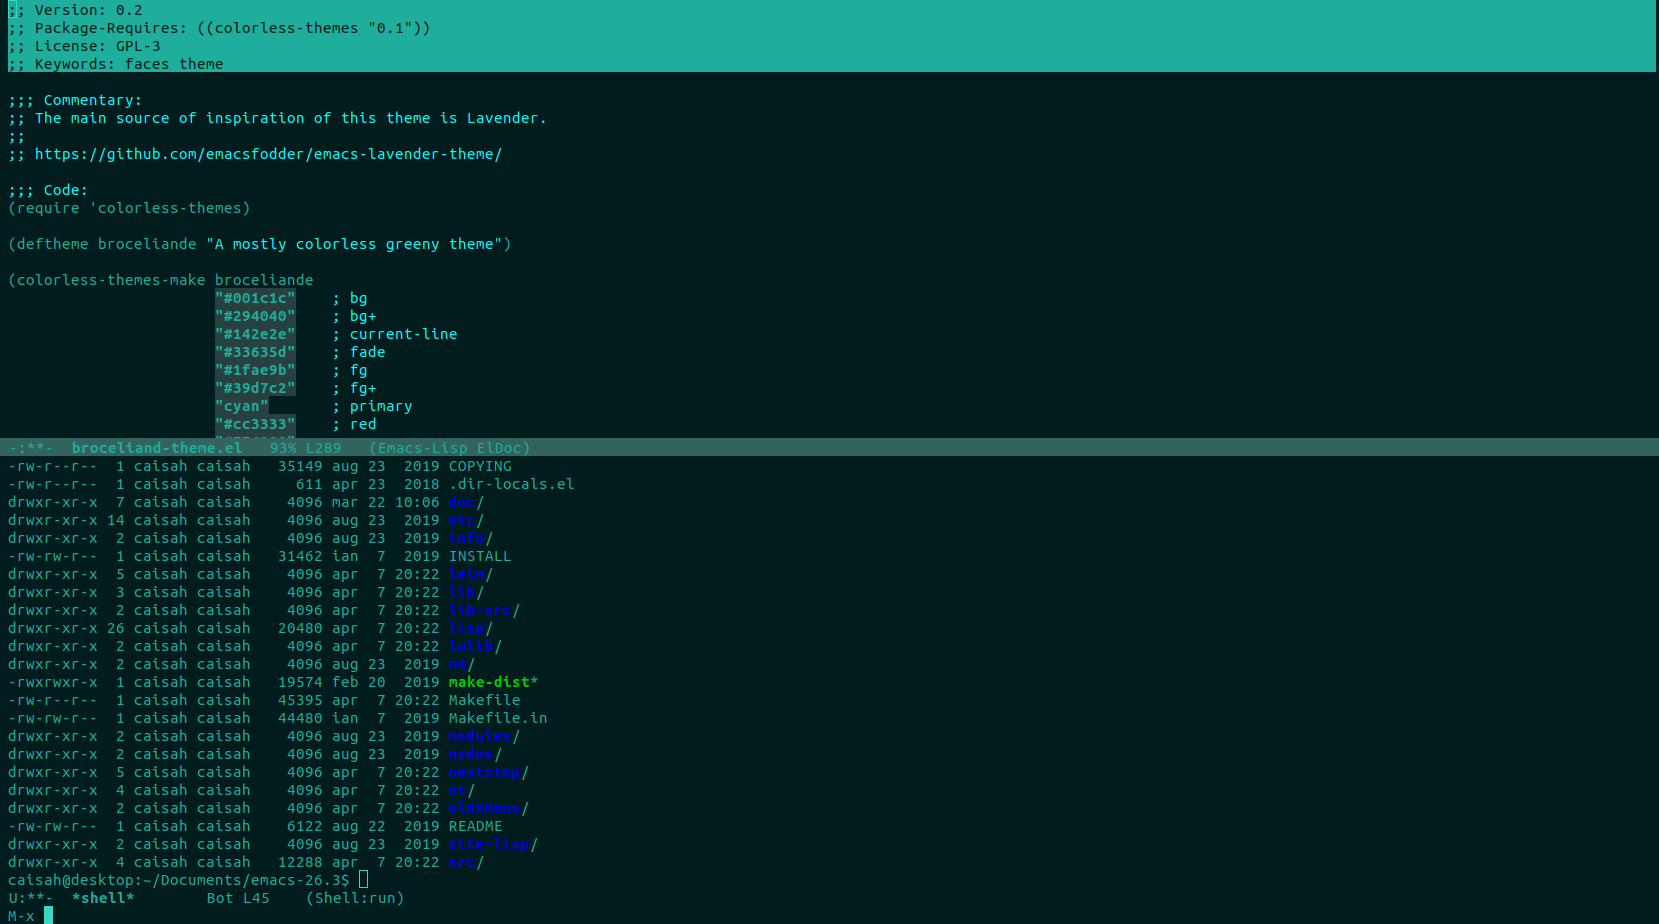 ;; Version: 0.2
;; Package-Requires: ((colorless-themes "0.1"))
;; License: GPL-3
;; Keywords: faces theme
;;; Commentary:
;; The main source of inspiration of this theme is Lavender.
;;
;; https://github.com/emacsfodder/emacs-lavender-theme/
;;; Code:
(require 'colorless-themes)
(deftheme broceliande "A mostly colorless greeny theme")
(colorless-themes-make broceliande
"#001c1c" ; bg
"#294040" ; bg+
"#142e2e" ; current-line
"#33635d" ; fade
"#1fae9b" ; fg
"#39d7c2" ; fg+
"cyan" ; primary
"#cc3333" ; red
-:**- broceliand-theme.el 93% L289 (Emacs-Lisp ElDoc)
-rw-r--r-- 1 caisah caisah 35149 aug 23 2019 COPYING
-rw-r--r-- 1 caisah caisah 611 apr 23 2018 .dir-locals.el
drwxr-xr-x 7 caisah caisah 4096 mar 22 10:06 doc/
drwxr-xr-x 14 caisah caisah 4096 aug 23 2019 etc/
drwxr-xr-x 2 caisah caisah 4096 aug 23 2019 info/
-rw-rw-r-- 1 caisah caisah 31462 ian 7 2019 INSTALL
drwxr-xr-x 5 caisah caisah 4096 apr 7 20:22 leim/
drwxr-xr-x 3 caisah caisah 4096 apr 7 20:22 lib/
drwxr-xr-x 2 caisah caisah 4096 apr 7 20:22 lib-src/
drwxr-xr-x 26 caisah caisah 20480 apr 7 20:22 lisp/
drwxr-xr-x 2 caisah caisah 4096 apr 7 20:22 lwlib/
drwxr-xr-x 2 caisah caisah 4096 aug 23 2019 m4/
-rwxrwxr-x 1 caisah caisah 19574 feb 20 2019 make-dist*
-rw-r--r-- 1 caisah caisah 45395 apr 7 20:22 Makefile
-rw-rw-r-- 1 caisah caisah 44480 ian 7 2019 Makefile.in
drwxr-xr-x 2 caisah caisah 4096 aug 23 2019 modules/
drwxr-xr-x 2 caisah caisah 4096 aug 23 2019 msdos/
drwxr-xr-x 5 caisah caisah 4096 apr 7 20:22 nextstep/
drwxr-xr-x 4 caisah caisah 4096 apr 7 20:22 nt/
drwxr-xr-x 2 caisah caisah 4096 apr 7 20:22 oldXMenu/
-rw-rw-r-- 1 caisah caisah 6122 aug 22 2019 README
drwxr-xr-x 2 caisah caisah 4096 aug 23 2019 site-lisp/
drwxr-xr-x 4 caisah caisah 12288 apr 7 20:22 src/
caisah@desktop:~/Documents/emacs-26.3$
U:**- *shell* Bot L45 (Shell:run)
M-x